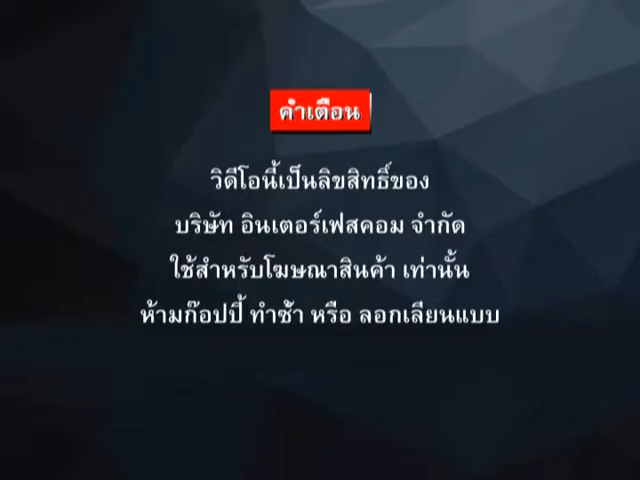 คำเตือน
วิดีโอนี้เป็นลิขสิทธิ์ของ
บริษัท อินเตอร์เฟสคอม จำกัด
ใช้สำหรับโฆษณาสินค้า เท่านั้น
ห้ามก๊อปปี้ ทำซ้ำ หรือ ลอกเลียนแบบ